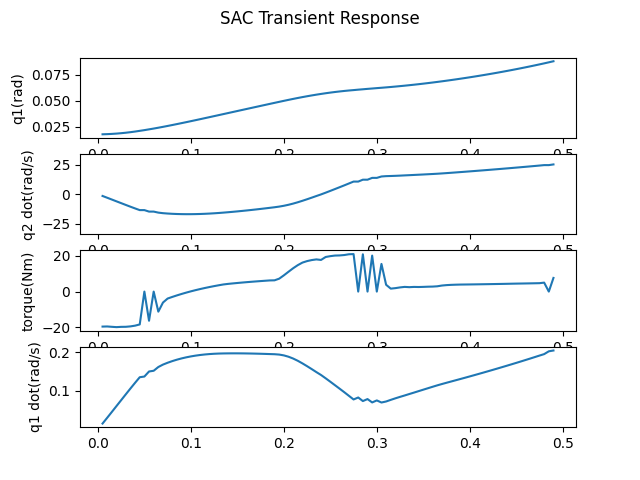 SAC Transient Response
q1(rad)
0.075
0.050
0.025
0.0 0.1 0.2 0.3 0.4 0.5
q2 dot(rad/s)
25
0
−25
0.0 0.1 0.2 0.3 0.4 0.5
torque(Nm)
20
0
−20
0.0 0.1 0.2 0.3 0.4 0.5
q1 dot(rad/s)
0.2
0.1
0.0 0.1 0.2 0.3 0.4 0.5